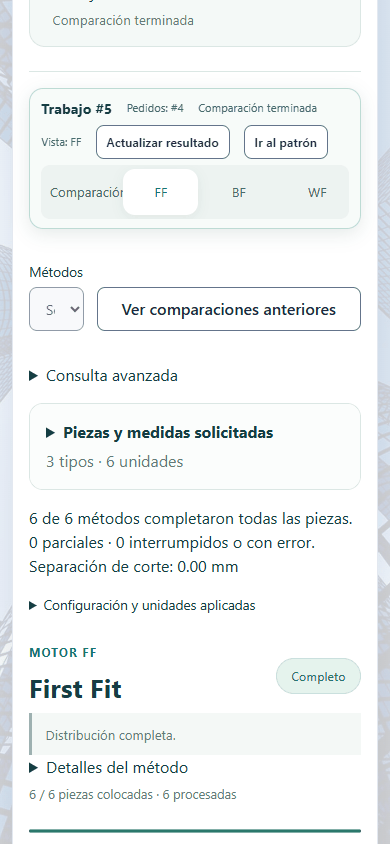 Comparación terminada
Trabajo #5 Pedidos: #4 Comparación terminada
Vista: FF Actualizar resultado Ir al patrón
Comparación FF BF WF
Métodos
Ver comparaciones anteriores
Consulta avanzada
Piezas y medidas solicitadas
3 tipos · 6 unidades
6 de 6 métodos completaron todas las piezas.
0 parciales · 0 interrumpidos o con error.
Separación de corte: 0.00 mm
Configuración y unidades aplicadas
MOTOR FF
First Fit Completo
Distribución completa.
Detalles del método
6 / 6 piezas colocadas · 6 procesadas